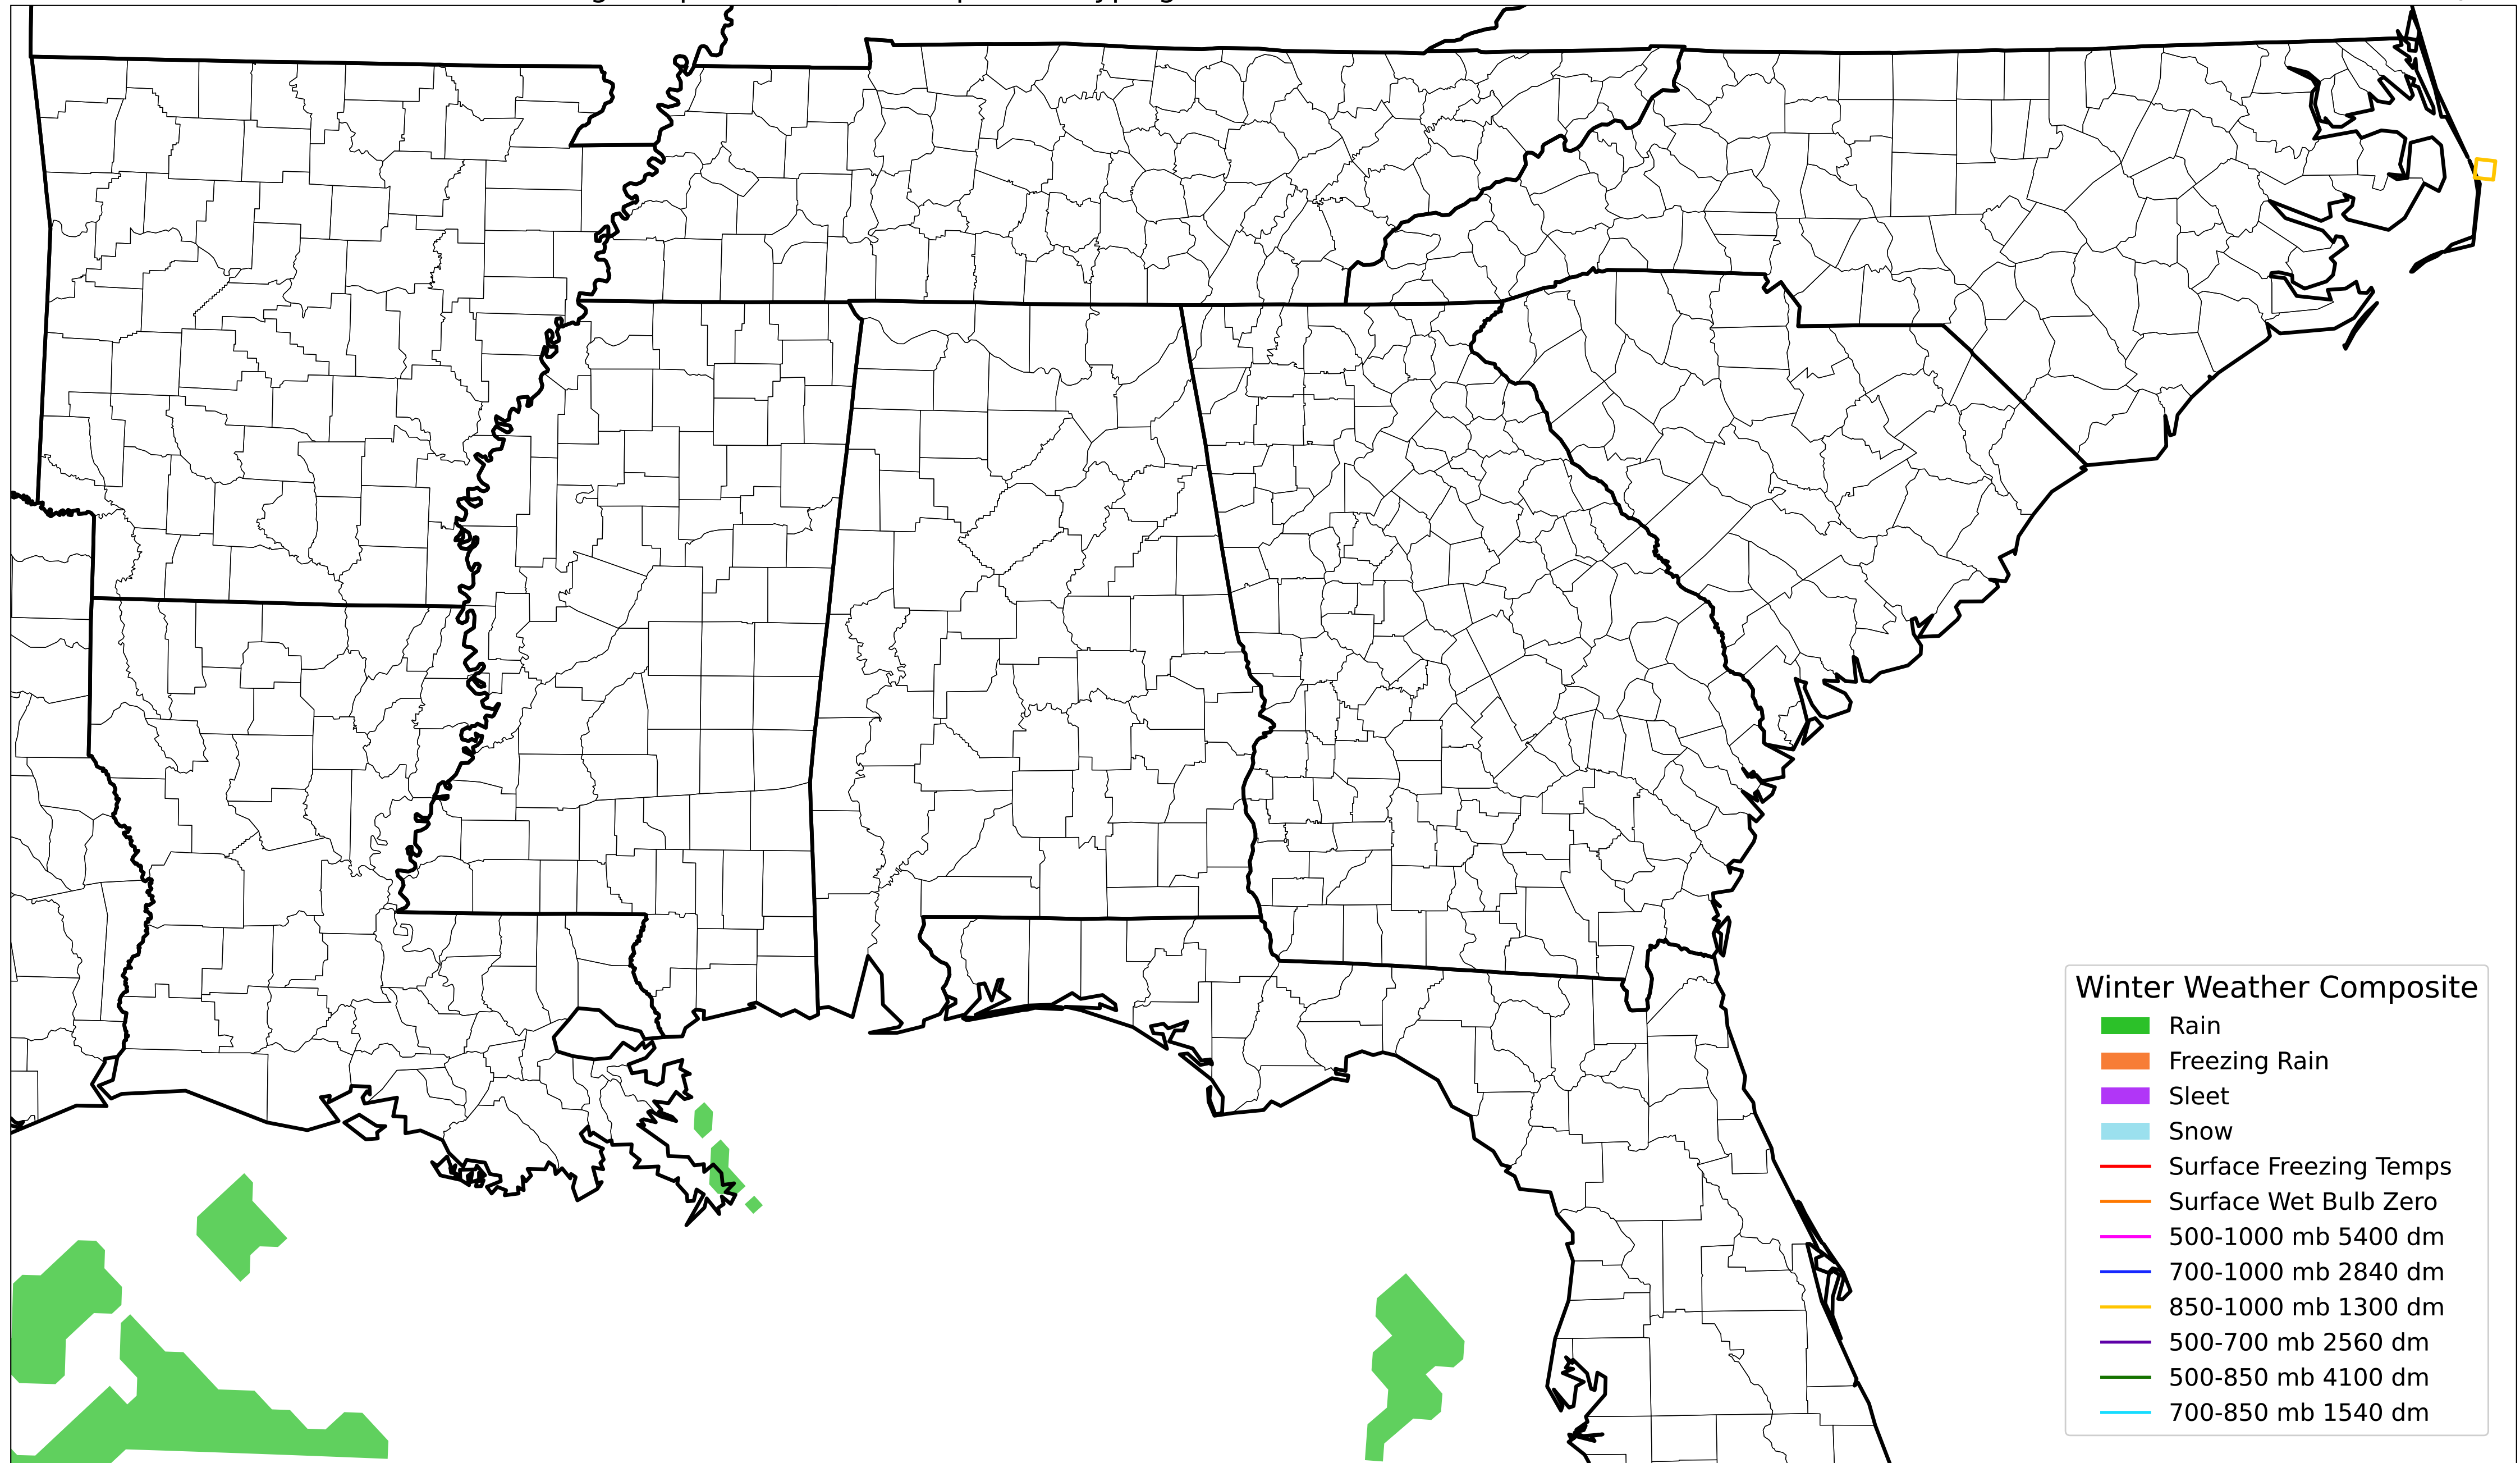 Winter Weather Composite
Rain
Freezing Rain
Sleet
Snow
Surface Freezing Temps
Surface Wet Bulb Zero
500-1000 mb 5400 dm
700-1000 mb 2840 dm
850-1000 mb 1300 dm
500-700 mb 2560 dm
500-850 mb 4100 dm
700-850 mb 1540 dm